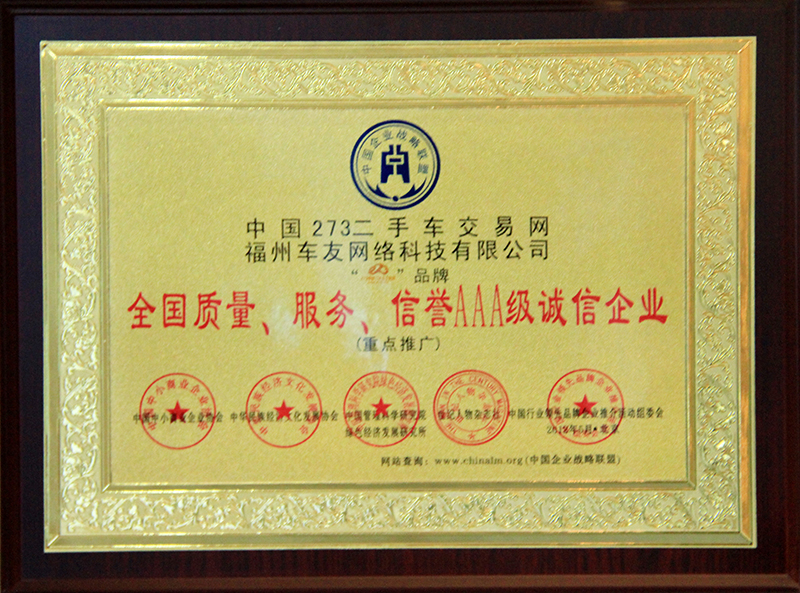 中国企业战略联盟
中国273二手车交易网
福州车友网络科技有限公司
“ ”品牌
全国质量、服务、信誉AAA级诚信企业
(重点推广)
中国中小商业企业协会 中华民族经济文化发展协会 中国管理科学研究院 世纪人物杂志社 中国行业领先品牌企业推介活动组委会
绿色经济发展研究所 2012年5月·北京
网站查询: www.chinalm.org(中国企业战略联盟)